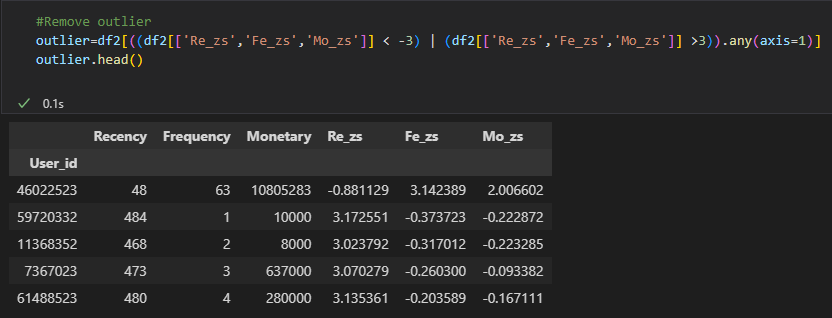 #Remove outlier
outlier=df2[((df2[['Re_zs','Fe_zs','Mo_zs']] < -3) | (df2[['Re_zs','Fe_zs','Mo_zs']] >3)).any(axis=1)]
outlier.head()
0.1s
Recency Frequency Monetary Re_zs Fe_zs Mo_zs
User_id
46022523 48 63 10805283 -0.881129 3.142389 2.006602
59720332 484 1 10000 3.172551 -0.373723 -0.222872
11368352 468 2 8000 3.023792 -0.317012 -0.223285
7367023 473 3 637000 3.070279 -0.260300 -0.093382
61488523 480 4 280000 3.135361 -0.203589 -0.167111